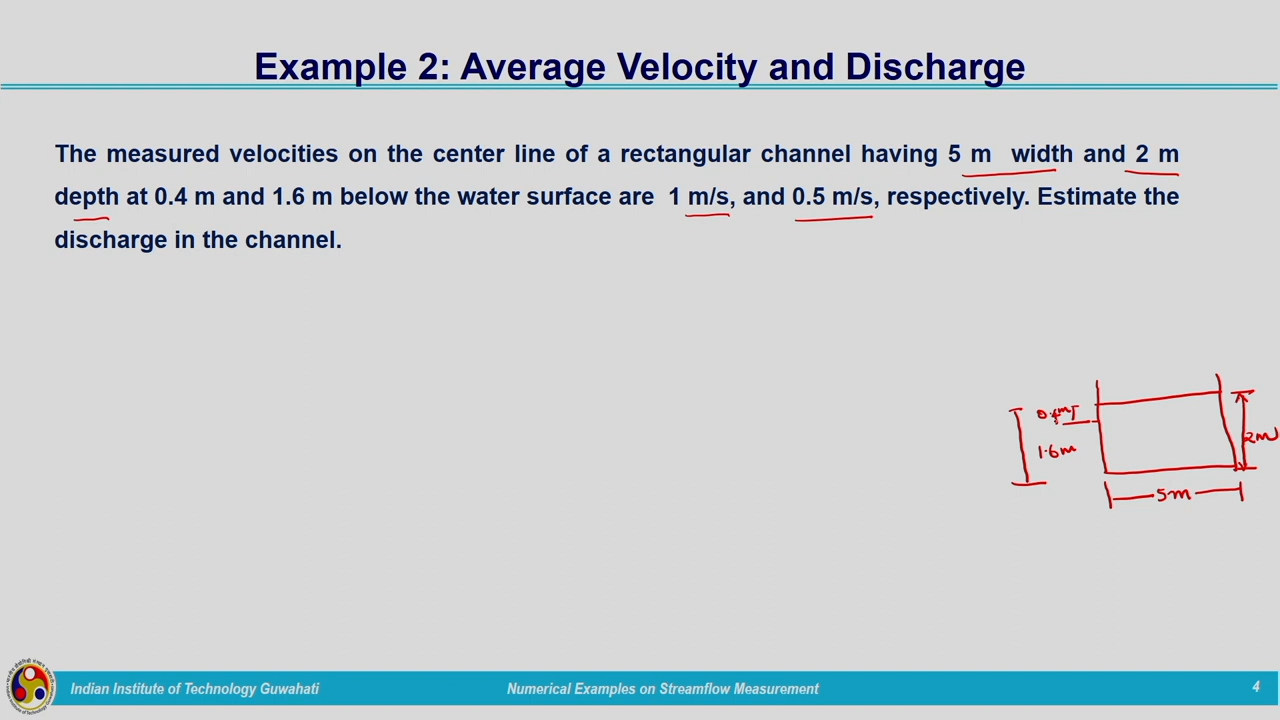 Example 2: Average Velocity and Discharge
The measured velocities on the center line of a rectangular channel having 5 m width and 2 m
depth at 0.4 m and 1.6 m below the water surface are 1 m/s, and 0.5 m/s, respectively. Estimate the
discharge in the channel.
0.4m
1.6m
2m
5m
Indian Institute of Technology Guwahati
Numerical Examples on Streamflow Measurement
4